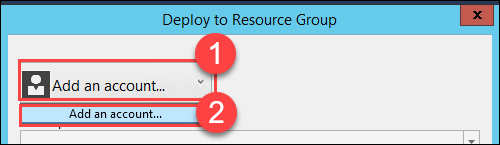 Deploy to Resource Group
x
1
Add an account...
Add an account...
2